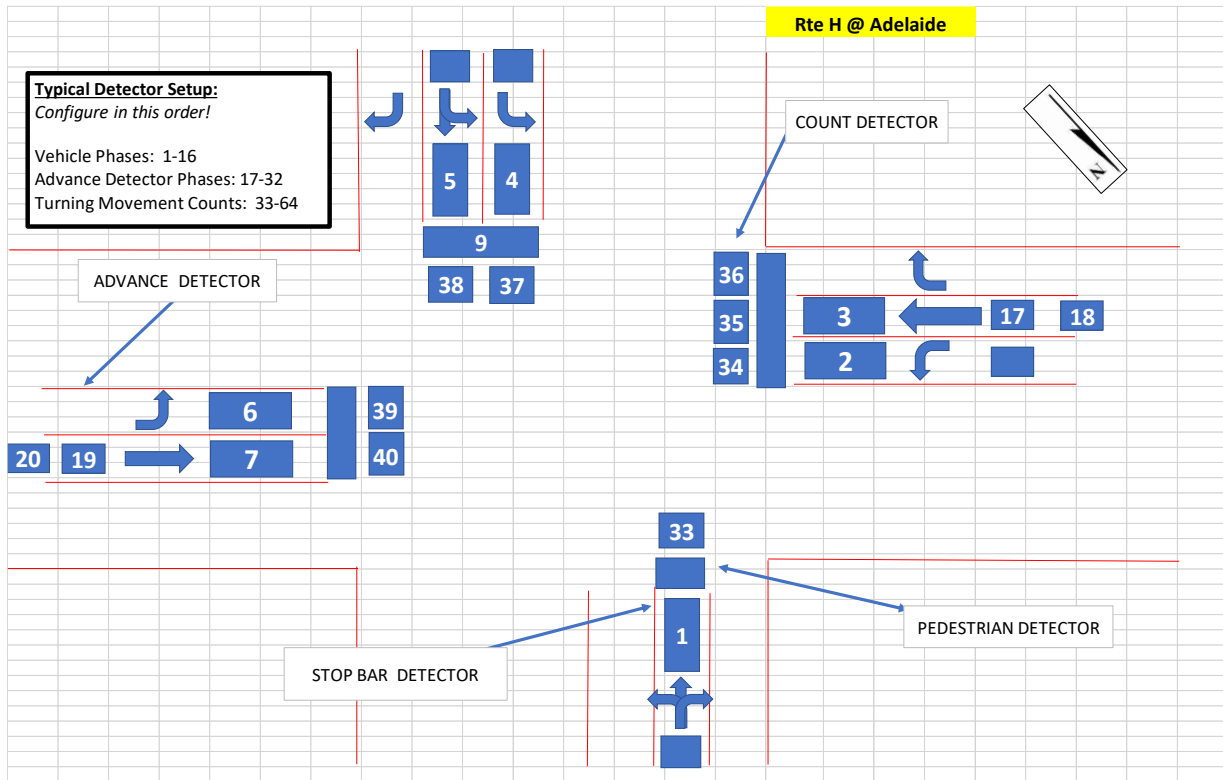 Rte H @ Adelaide
Typical Detector Setup:
Configure in this order!
Vehicle Phases: 1-16
Advance Detector Phases: 17-32
Turning Movement Counts: 33-64
COUNT DETECTOR
N
5
4
9
38
37
ADVANCE DETECTOR
36
35
34
3
17
18
2
6
39
20
19
7
40
33
1
PEDESTRIAN DETECTOR
STOP BAR DETECTOR